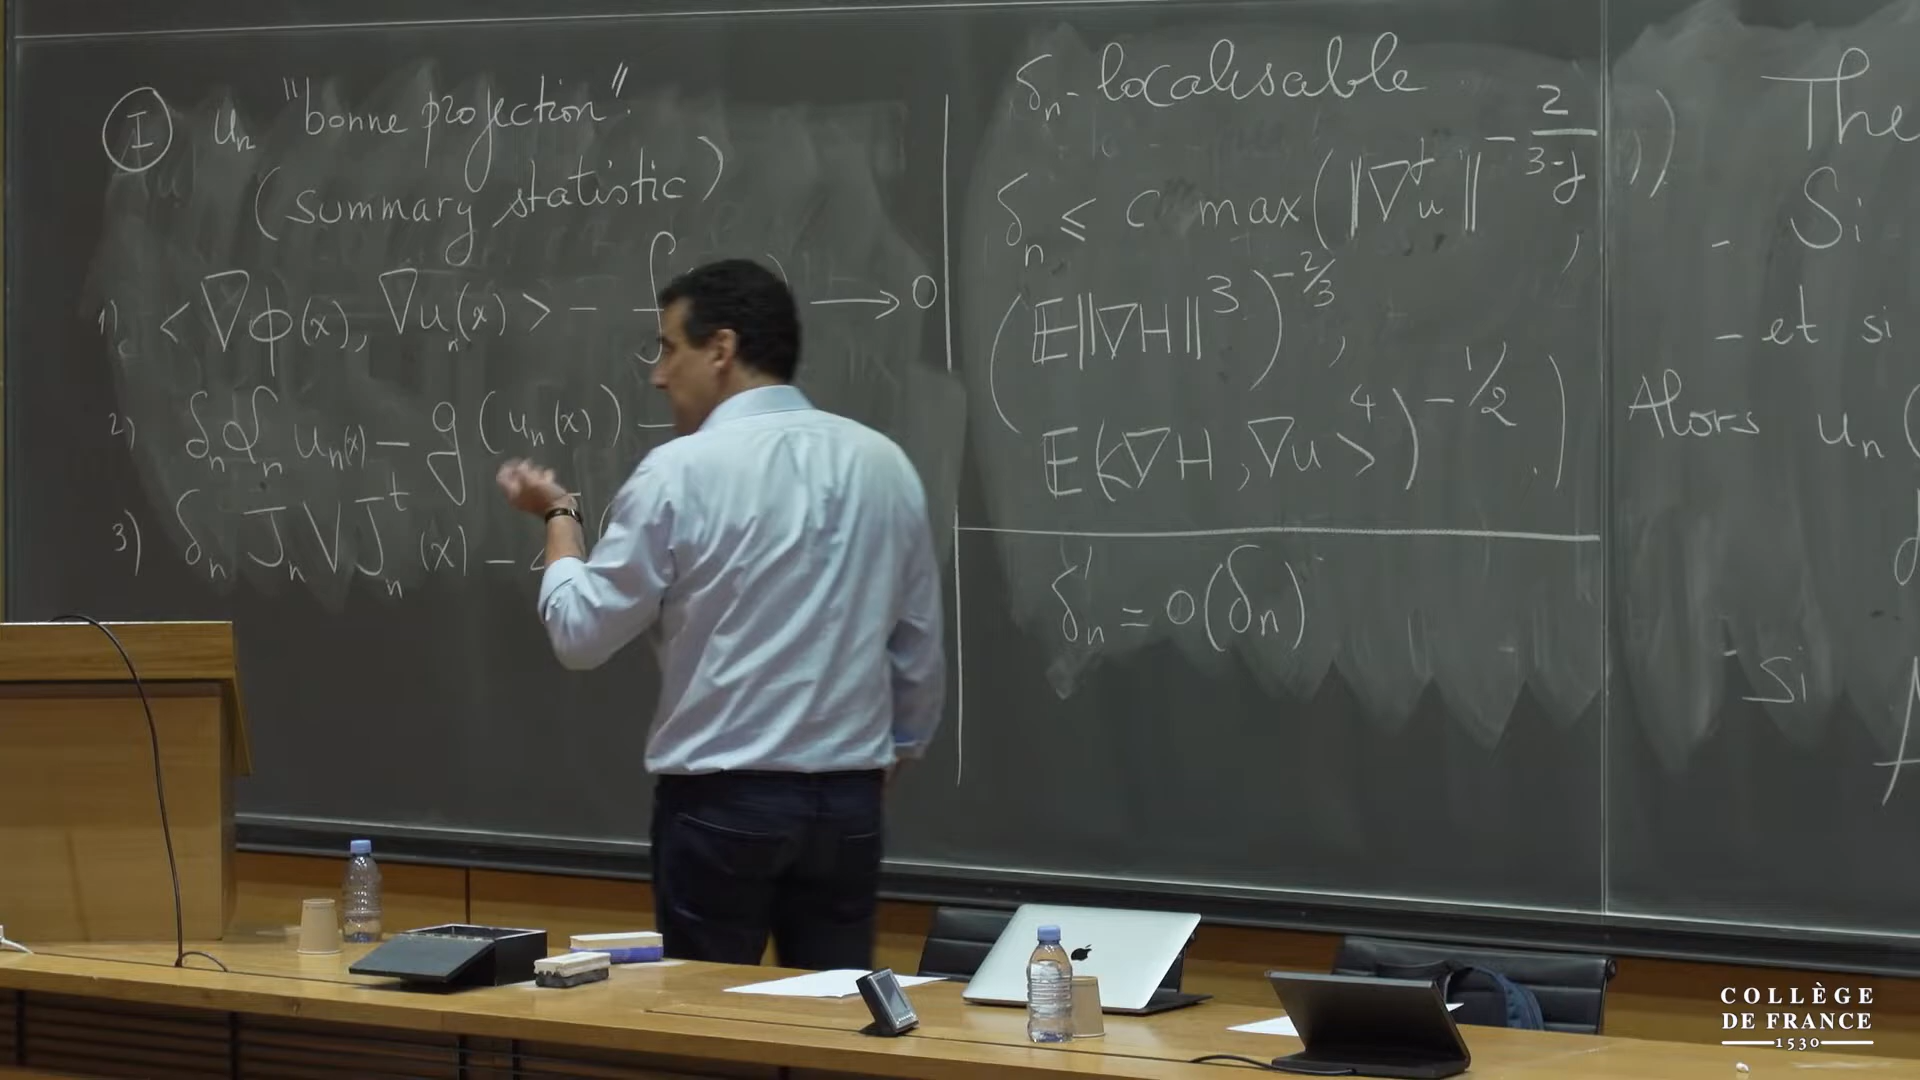 I u_n "bonne projection".
(summary statistic)
1) <∇ϕ(x), ∇u_n(x)> - f ) → 0
2) δ_n 𝓛_n u_n(x) - g(u_n(x)) -
3) δ_n J_n V J_n^t (x) -
δ_n-localisable
δ_n ≤ c max(‖∇^j u‖^{-2/(3-j)},
(E‖∇H‖^3)^{-2/3},
E(<∇H, ∇u>^4)^{-1/2}.)
δ'_n = o(δ_n)
The
- Si
- et si
Alors u_n (
- Si
COLLÈGE
DE FRANCE
1530